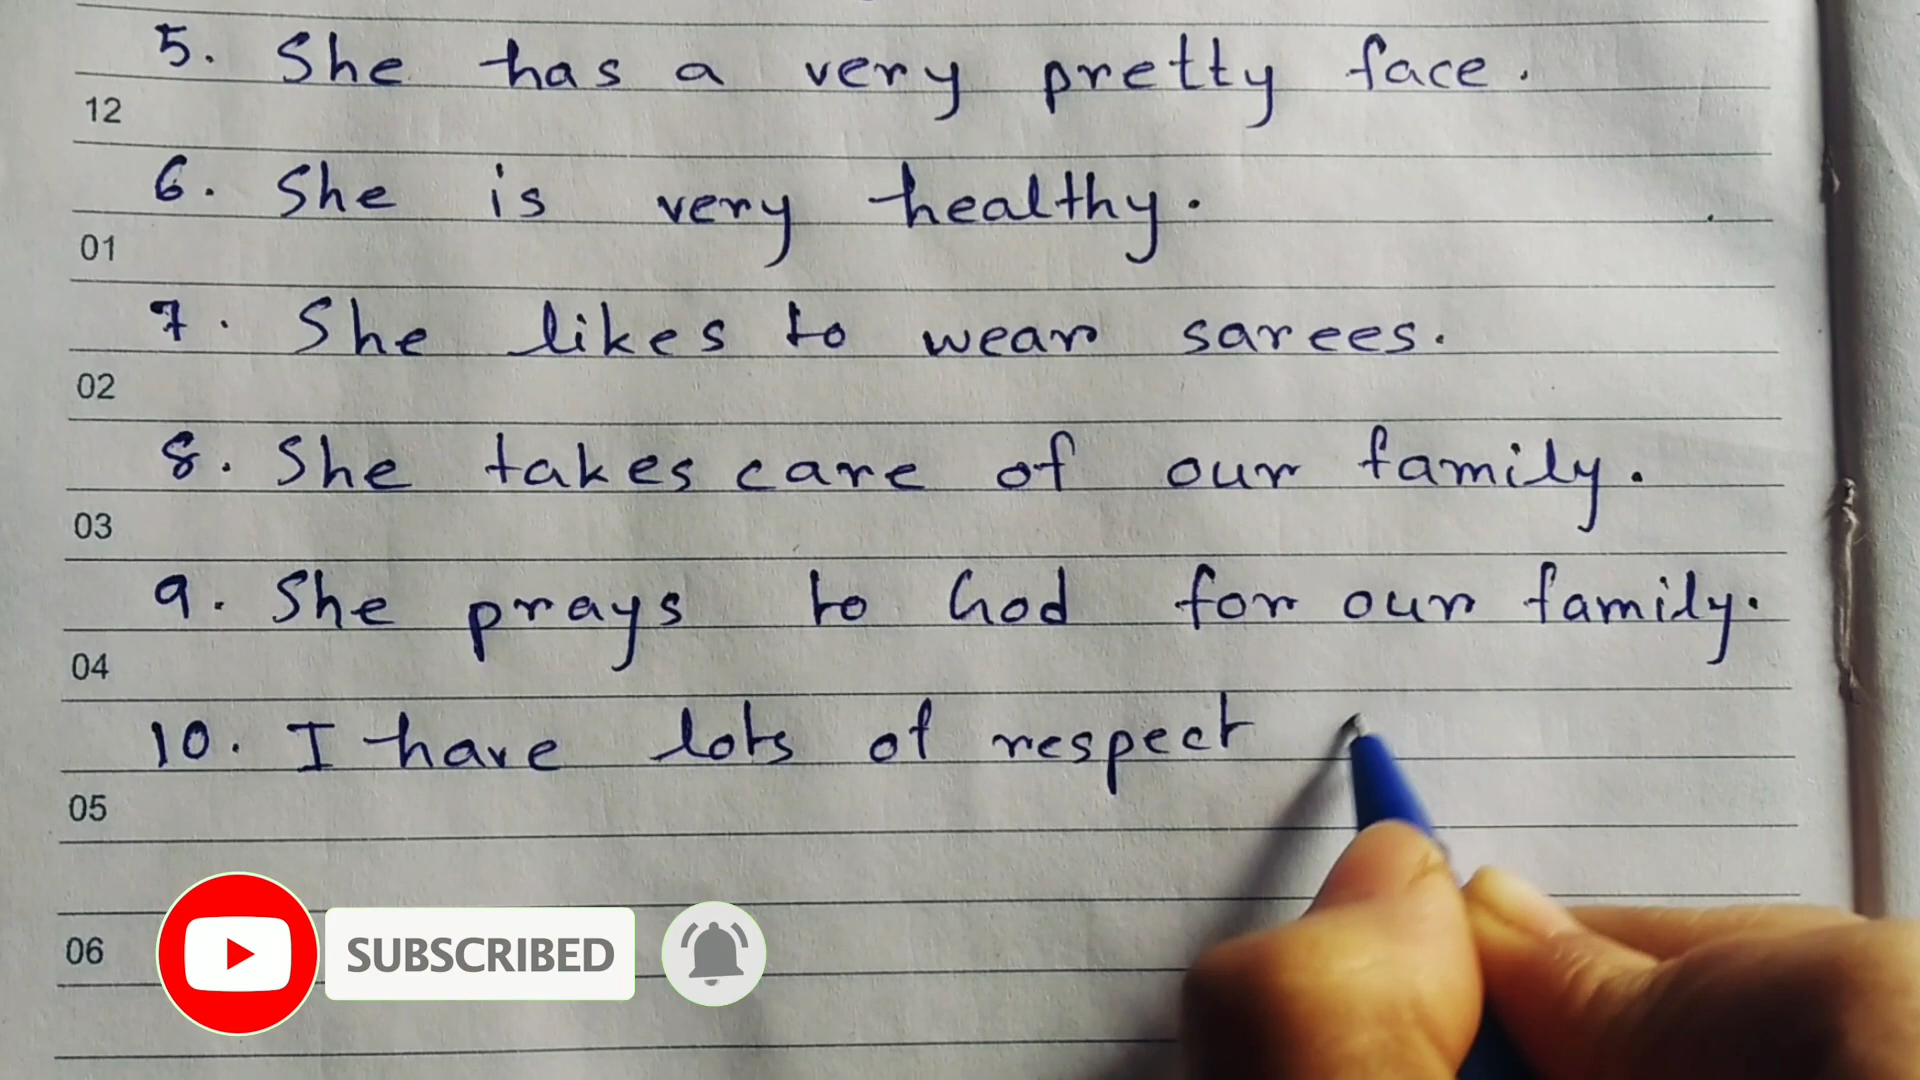 5. She has a very pretty face.
12
6. She is very healthy.
01
7. She likes to wear sarees.
02
8. She takes care of our family.
03
9. She prays to God for our family.
04
10. I have lots of respect
05
06 SUBSCRIBED